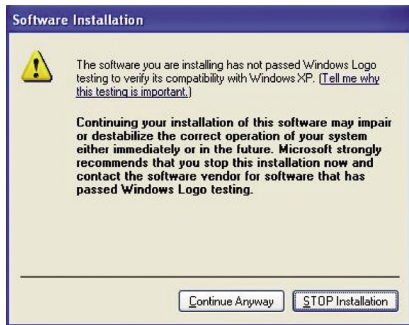 Software Installation
The software you are installing has not passed Windows Logo
testing to verify its compatibility with Windows XP. (Tell me why
this testing is important.)
Continuing your installation of this software may impair
or destabilize the correct operation of your system
either immediately or in the future. Microsoft strongly
recommends that you stop this installation now and
contact the software vendor for software that has
passed Windows Logo testing.
Continue Anyway
STOP Installation